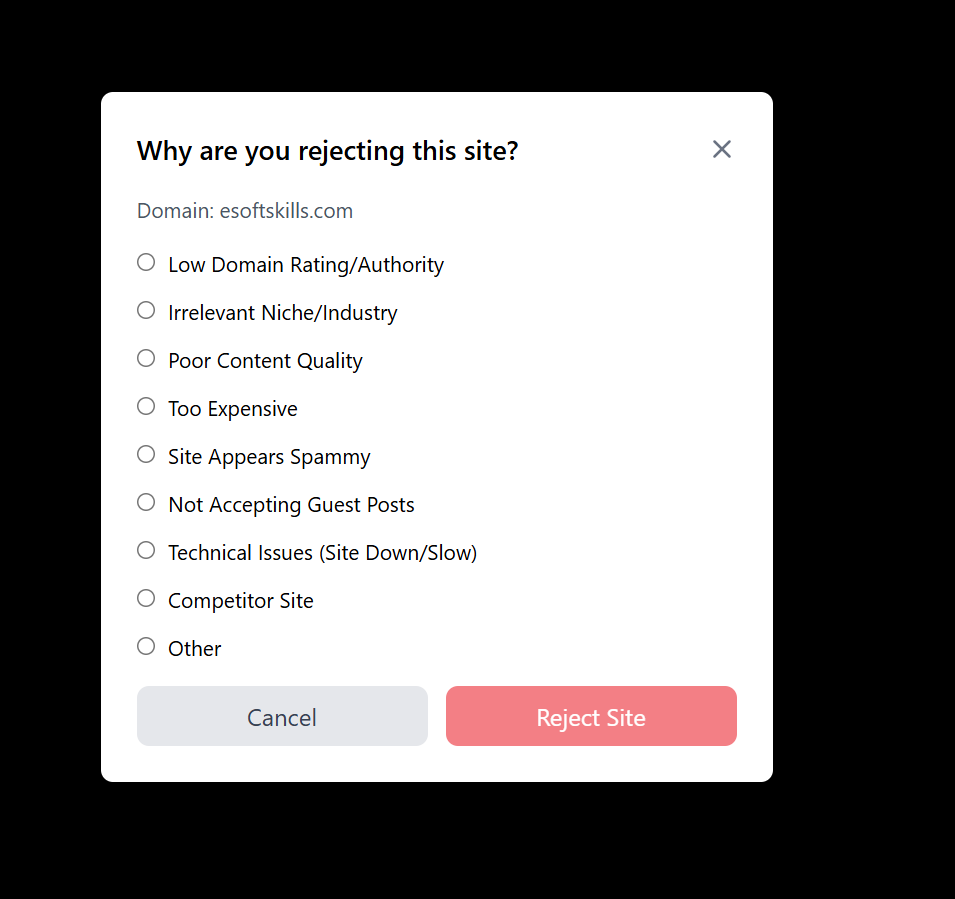 Why are you rejecting this site?
Domain: esoftskills.com
Low Domain Rating/Authority
Irrelevant Niche/Industry
Poor Content Quality
Too Expensive
Site Appears Spammy
Not Accepting Guest Posts
Technical Issues (Site Down/Slow)
Competitor Site
Other
Cancel
Reject Site